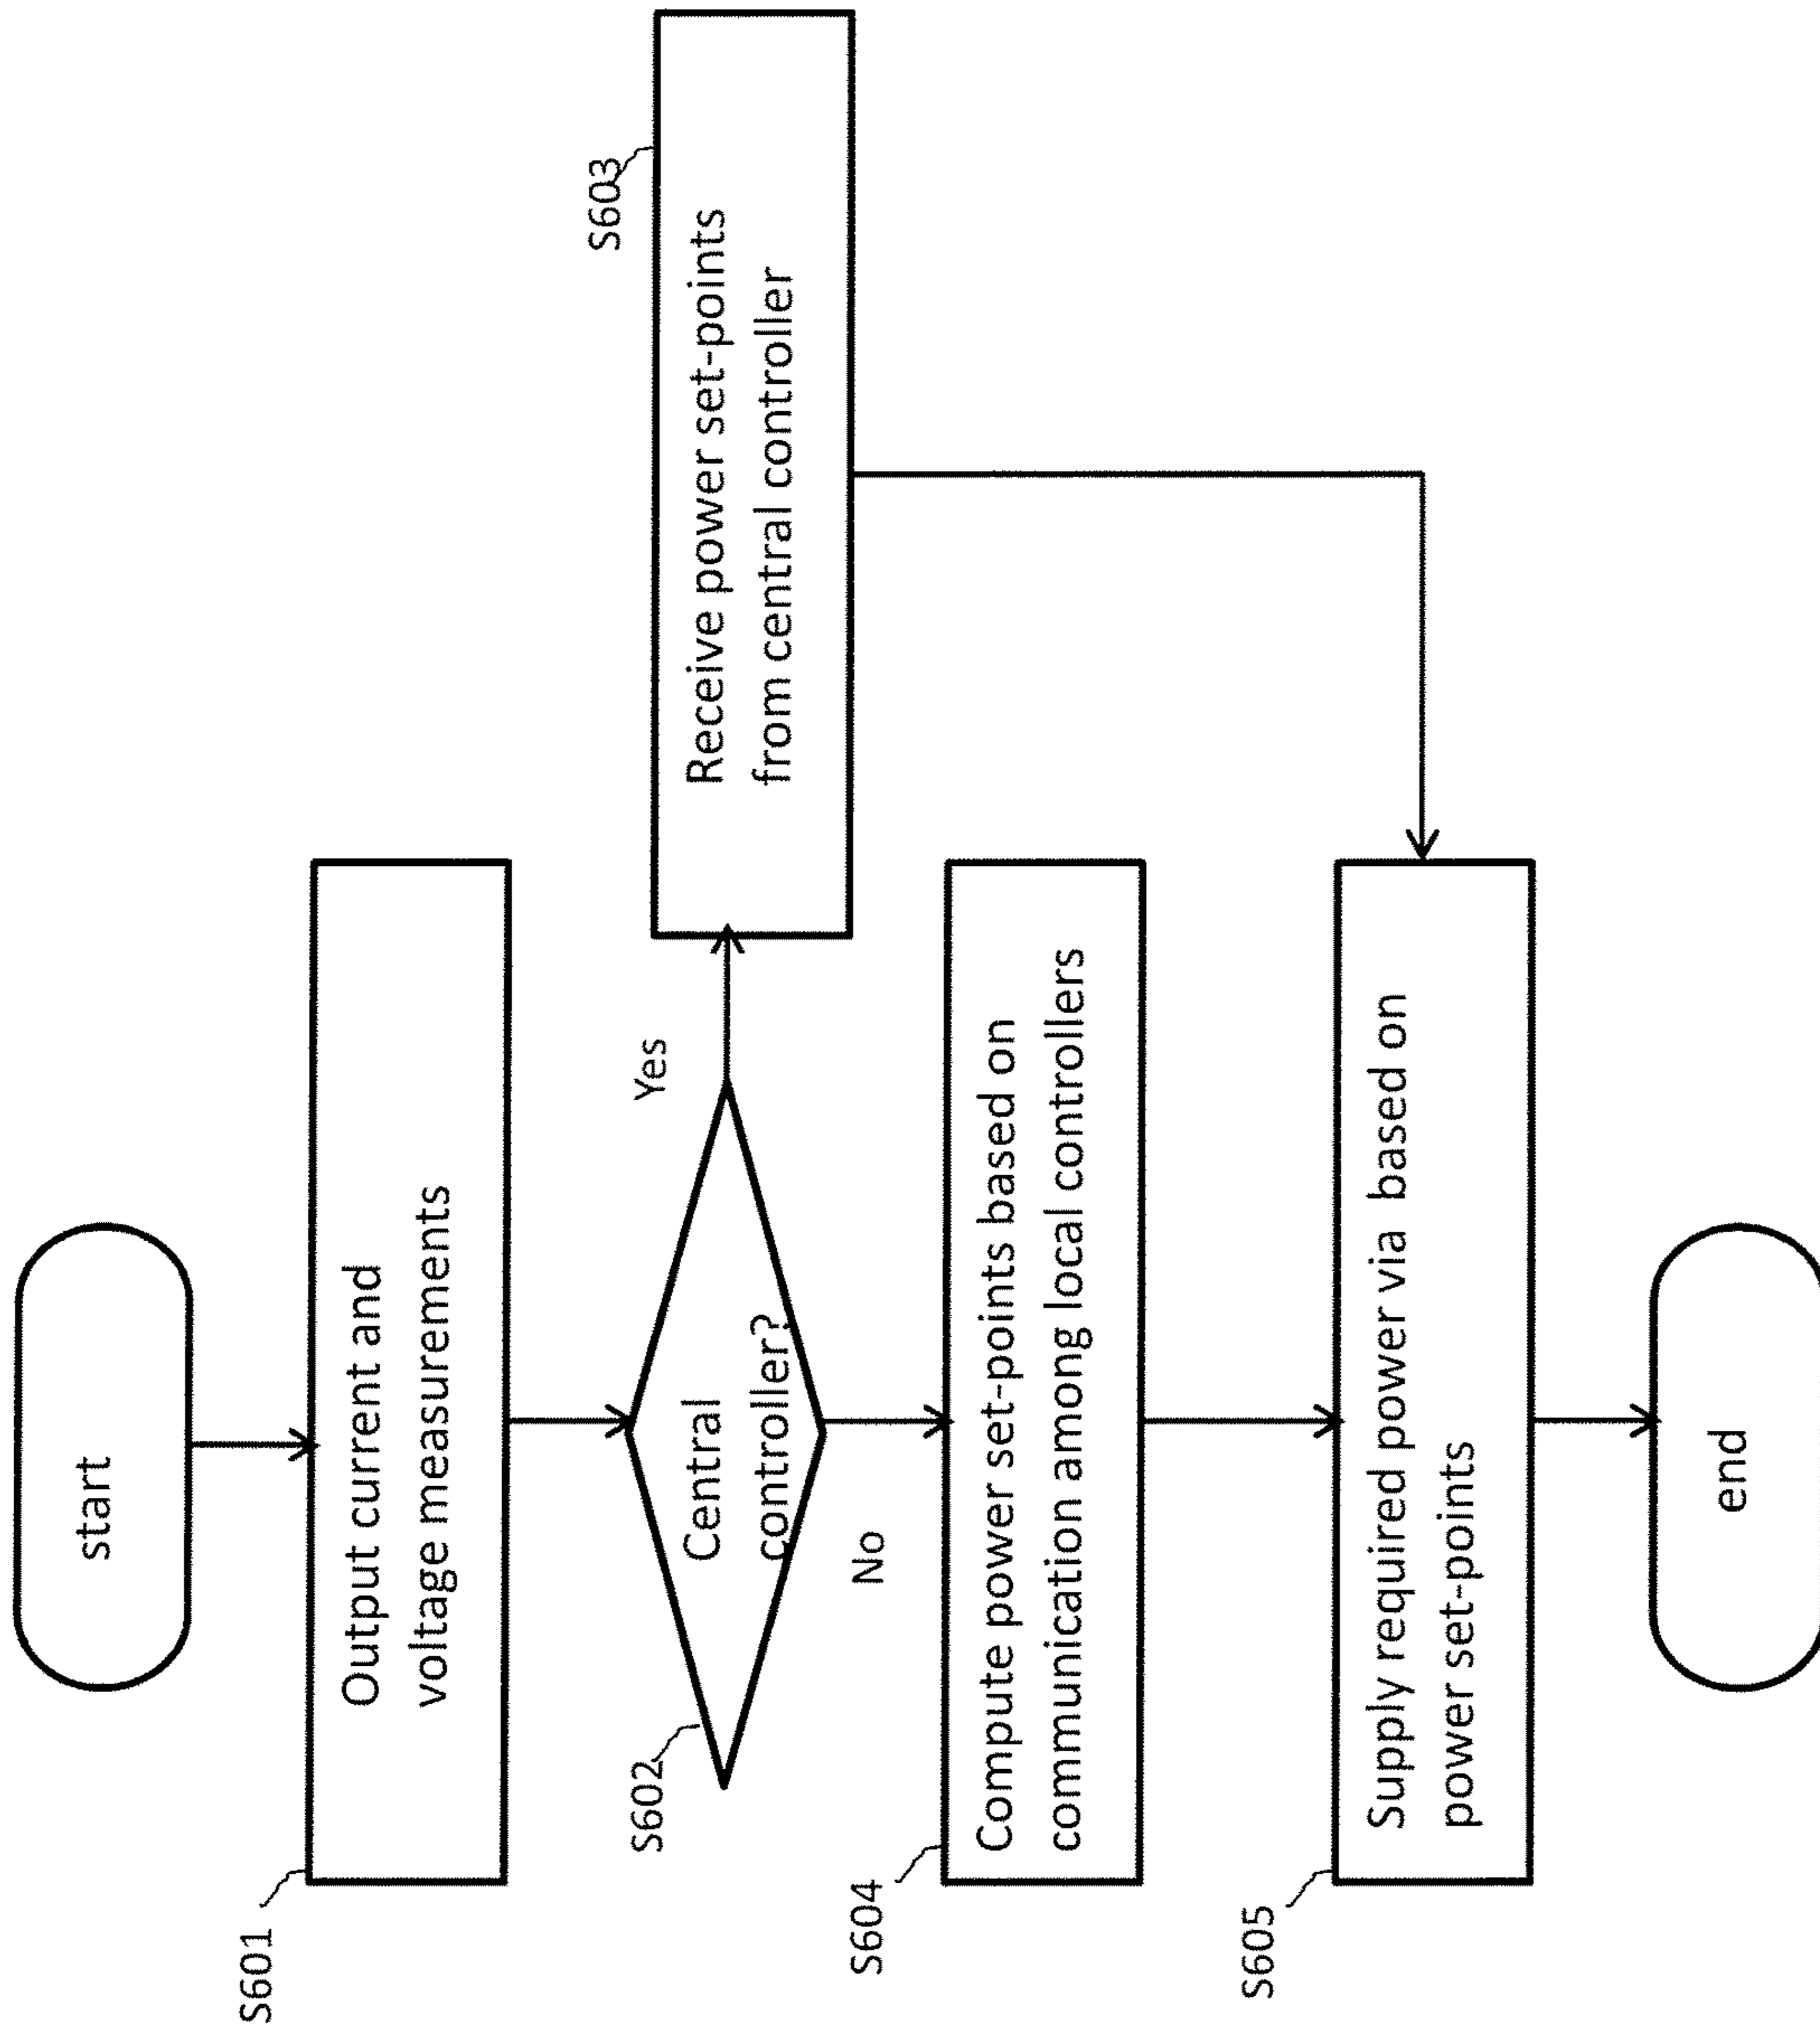 start
S601
Output current and
voltage measurements
S602
Central
controller?
Yes
S603
Receive power set-points
from central controller
No
S604
Compute power set-points based on
communication among local controllers
S605
Supply required power via based on
power set-points
end